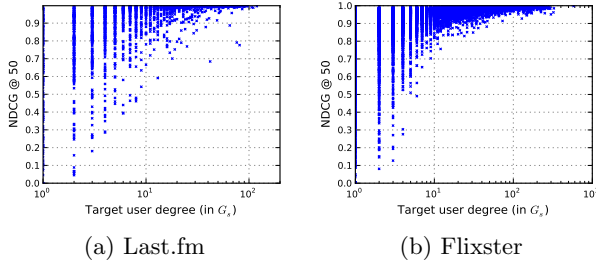 NDCG @ 50
0.9
0.8
0.7
0.6
0.5
0.4
0.3
0.2
0.1
0.0
10⁰ 10¹ 10²
Target user degree (in Gₛ)
(a) Last.fm
NDCG @ 50
1.0
0.9
0.8
0.7
0.6
0.5
0.4
0.3
0.2
0.1
0.0
10⁰ 10¹ 10² 10³
Target user degree (in Gₛ)
(b) Flixster